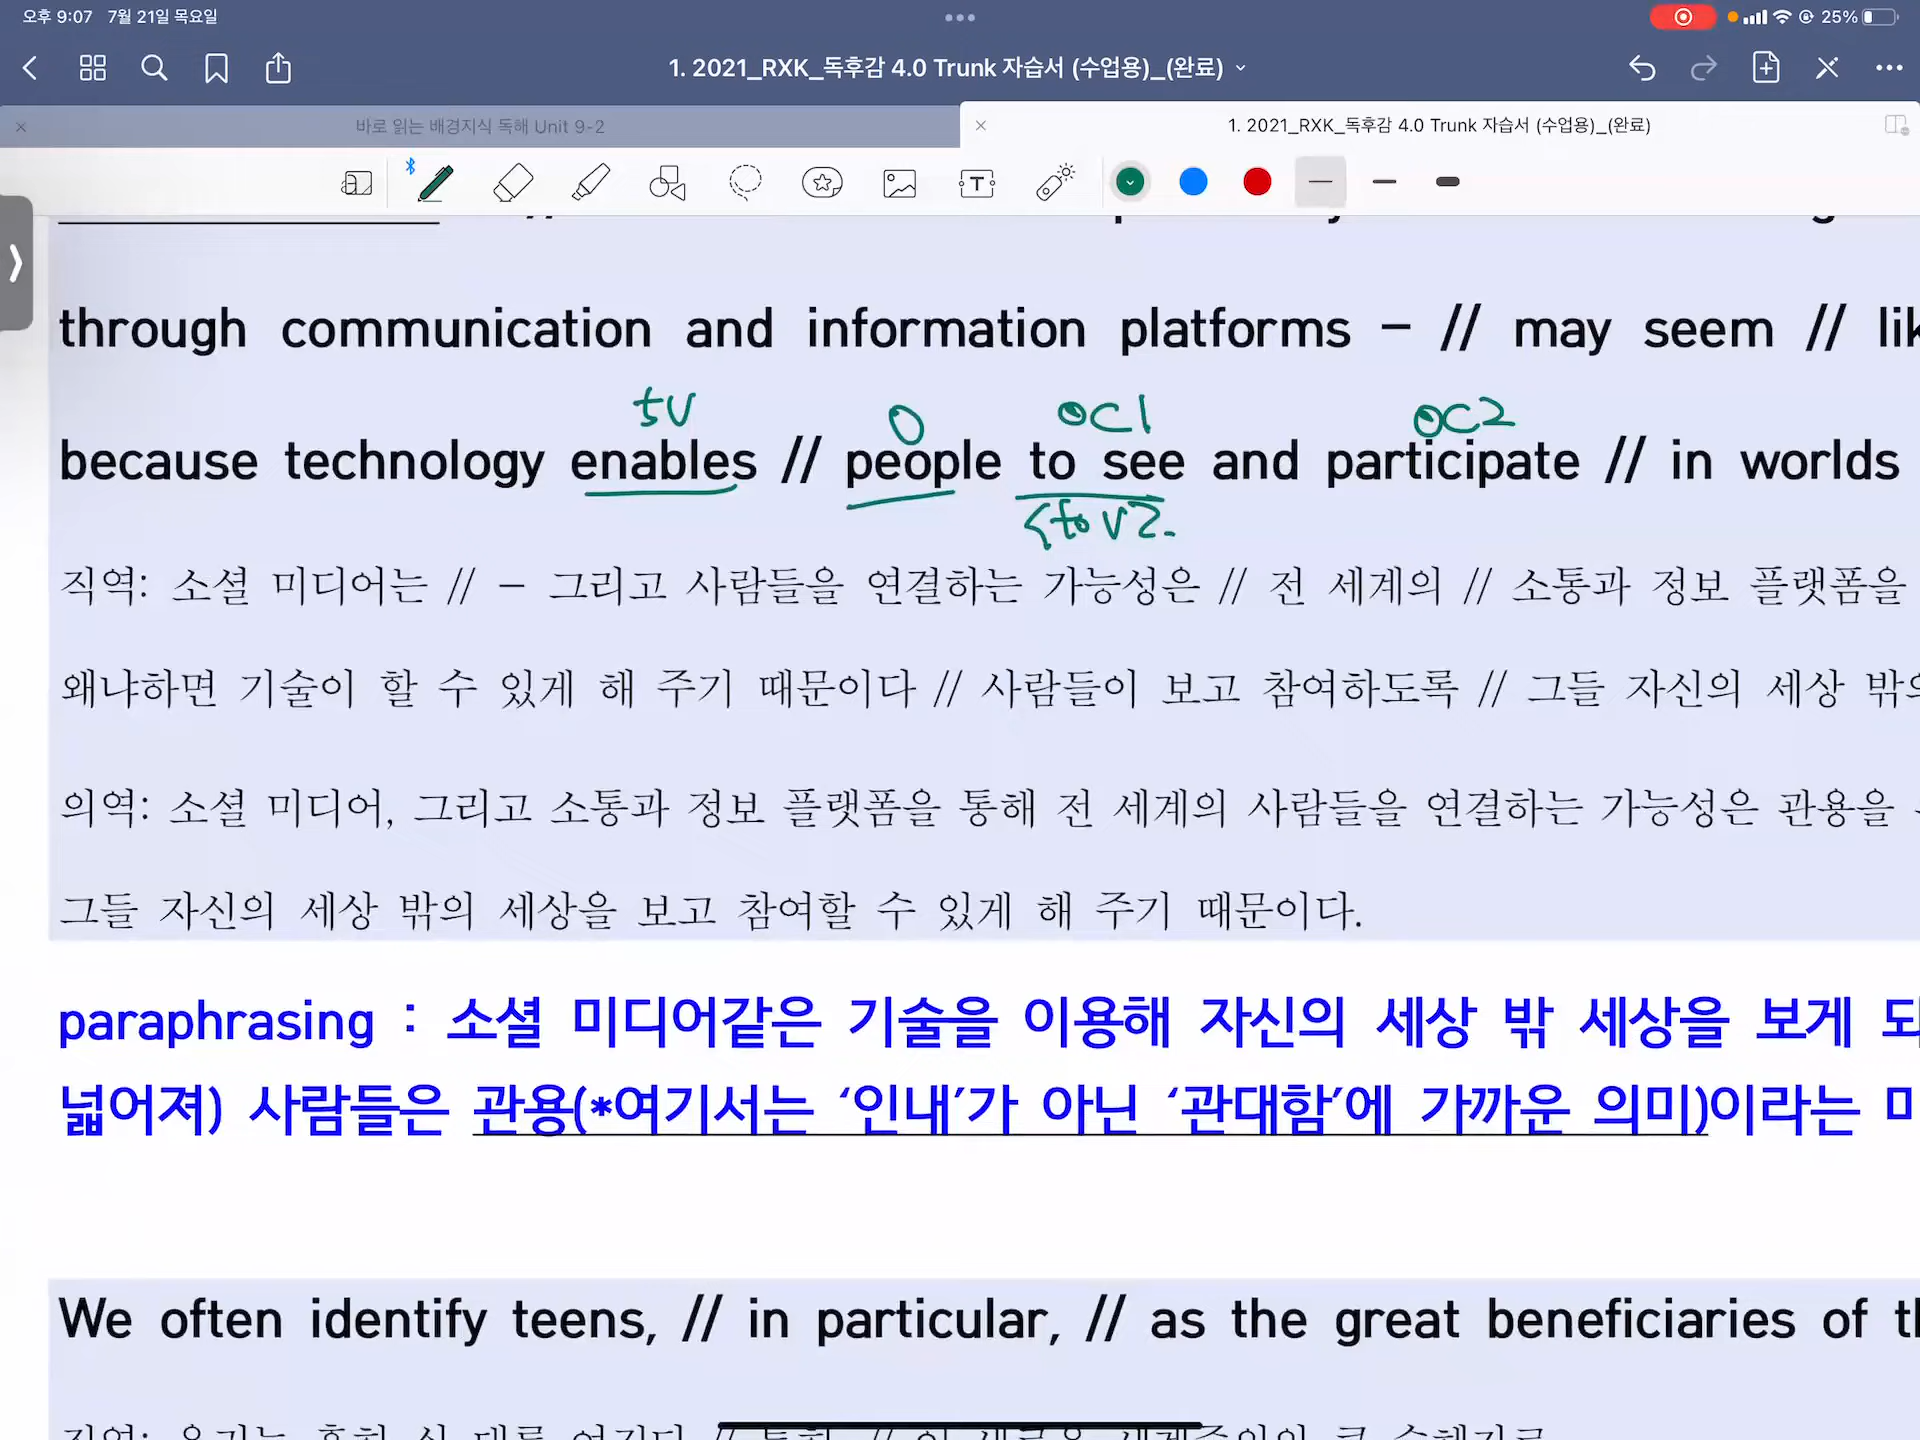 오후 9:07 7월 21일 목요일
25%
1. 2021_RXK_독후감 4.0 Trunk 자습서 (수업용)_(완료)
바로 읽는 배경지식 독해 Unit 9-2
1. 2021_RXK_독후감 4.0 Trunk 자습서 (수업용)_(완료)
through communication and information platforms – // may seem //
5V O OC1 OC2
because technology enables // people to see and participate // in worlds
to V
직역: 소셜 미디어는 // – 그리고 사람들을 연결하는 가능성은 // 전 세계의 // 소통과 정보 플랫폼을
왜냐하면 기술이 할 수 있게 해 주기 때문이다 // 사람들이 보고 참여하도록 // 그들 자신의 세상
의역: 소셜 미디어, 그리고 소통과 정보 플랫폼을 통해 전 세계의 사람들을 연결하는 가능성은 관용을
그들 자신의 세상 밖의 세상을 보고 참여할 수 있게 해 주기 때문이다.
paraphrasing : 소셜 미디어같은 기술을 이용해 자신의 세상 밖 세상을 보게
넓어져) 사람들은 관용(*여기서는 ‘인내’가 아닌 ‘관대함’에 가까운 의미)이라는
We often identify teens, // in particular, // as the great beneficiaries of